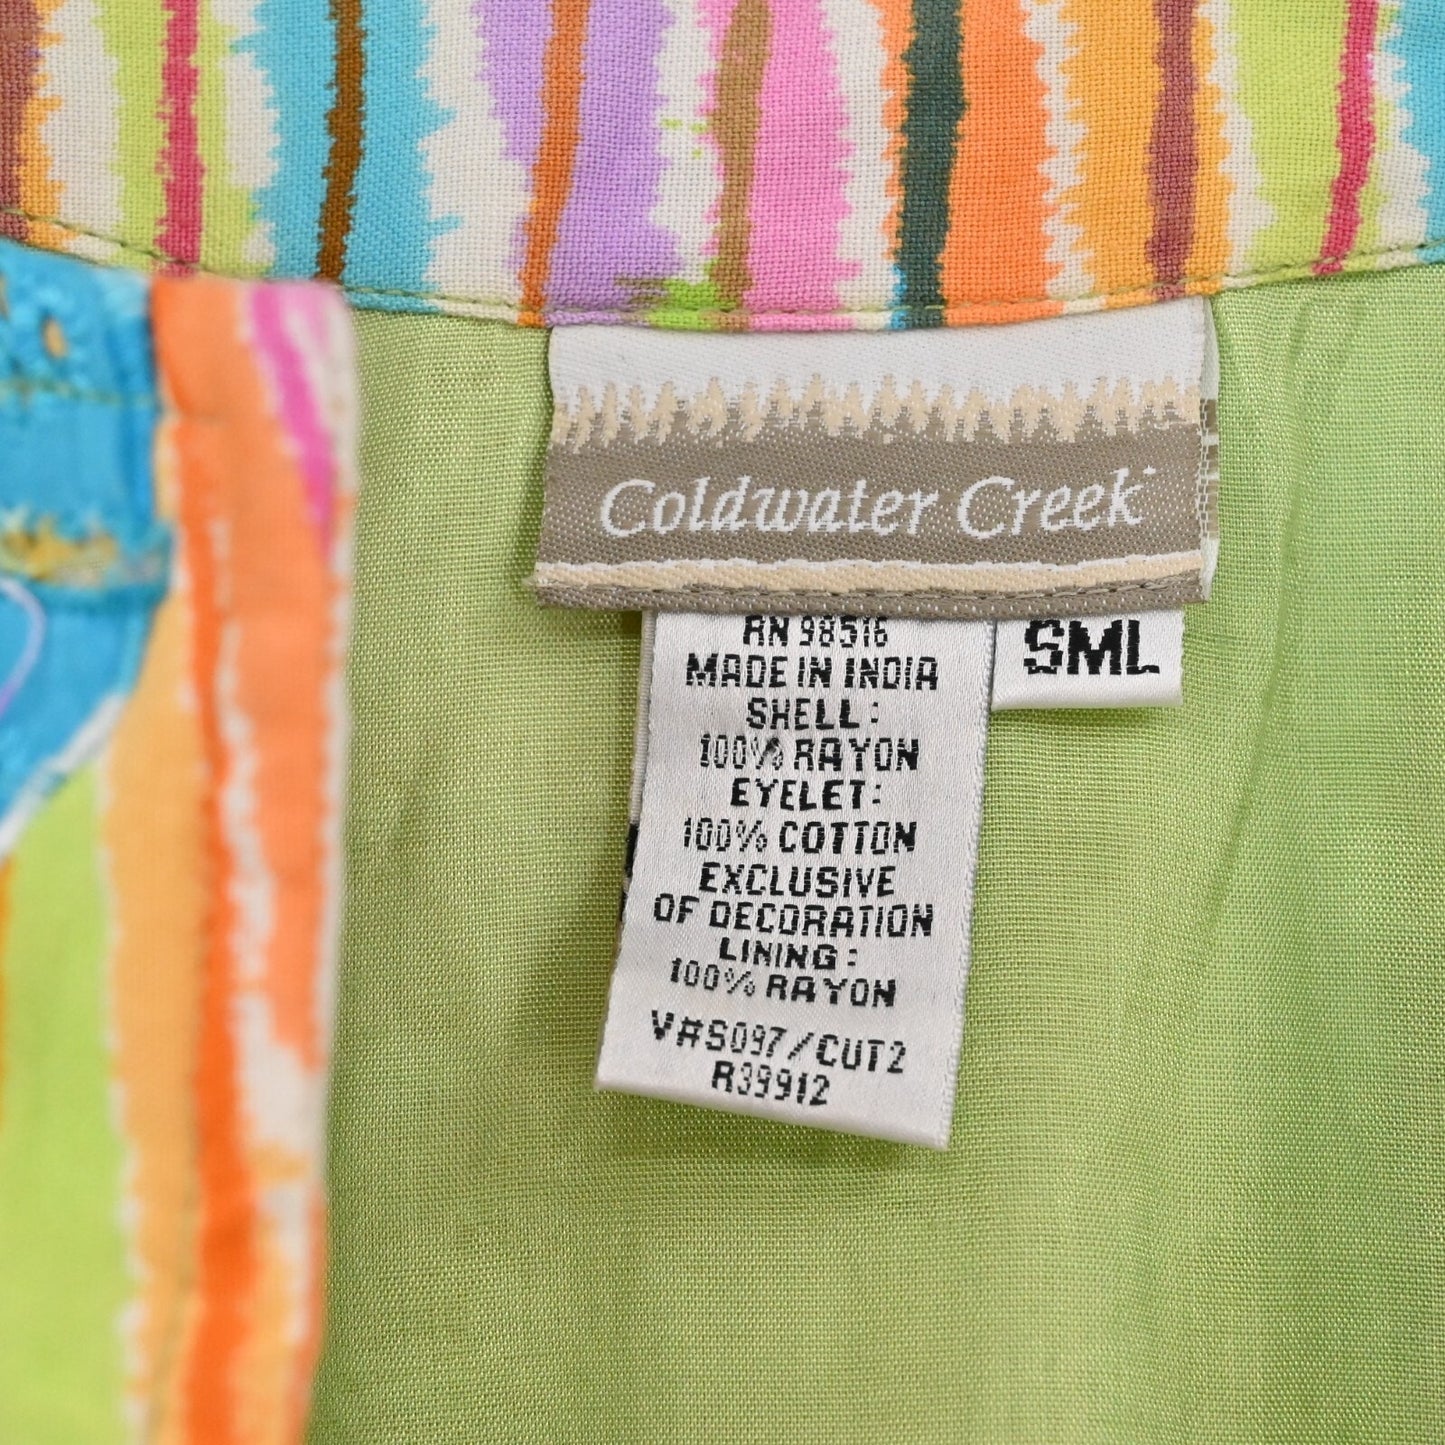 Coldwater Creek
SML
RN 98516
MADE IN INDIA
SHELL:
100% RAYON
EYELET:
100% COTTON
EXCLUSIVE
OF DECORATION
LINING:
100% RAYON
V#S097/CUT2
R39912